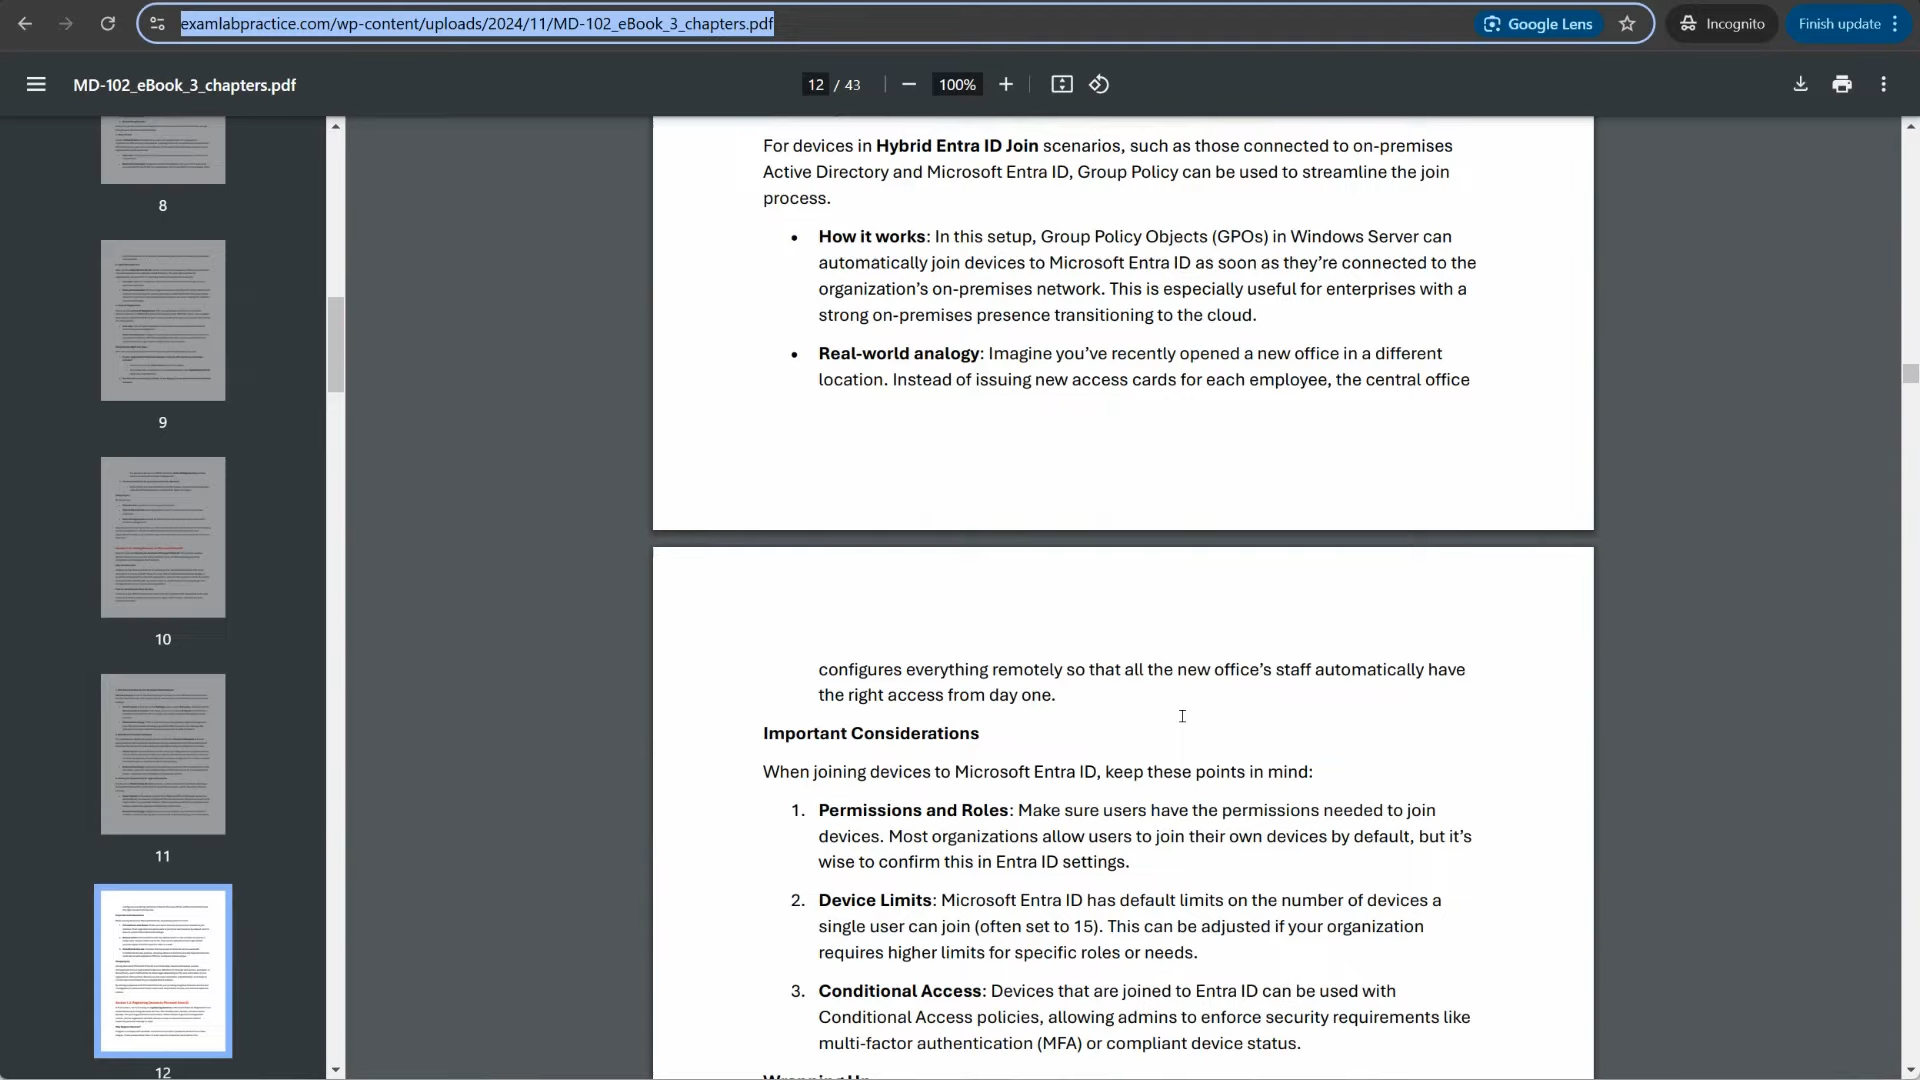 examlabpractice.com/wp-content/uploads/2024/11/MD-102_eBook_3_chapters.pdf
Google Lens
Incognito
Finish update
MD-102_eBook_3_chapters.pdf
12 / 43
100%
8
9
10
11
12
For devices in Hybrid Entra ID Join scenarios, such as those connected to on-premises
Active Directory and Microsoft Entra ID, Group Policy can be used to streamline the join
process.
• How it works: In this setup, Group Policy Objects (GPOs) in Windows Server can
automatically join devices to Microsoft Entra ID as soon as they’re connected to the
organization’s on-premises network. This is especially useful for enterprises with a
strong on-premises presence transitioning to the cloud.
• Real-world analogy: Imagine you’ve recently opened a new office in a different
location. Instead of issuing new access cards for each employee, the central office
configures everything remotely so that all the new office’s staff automatically have
the right access from day one.
Important Considerations
When joining devices to Microsoft Entra ID, keep these points in mind:
1. Permissions and Roles: Make sure users have the permissions needed to join
devices. Most organizations allow users to join their own devices by default, but it’s
wise to confirm this in Entra ID settings.
2. Device Limits: Microsoft Entra ID has default limits on the number of devices a
single user can join (often set to 15). This can be adjusted if your organization
requires higher limits for specific roles or needs.
3. Conditional Access: Devices that are joined to Entra ID can be used with
Conditional Access policies, allowing admins to enforce security requirements like
multi-factor authentication (MFA) or compliant device status.